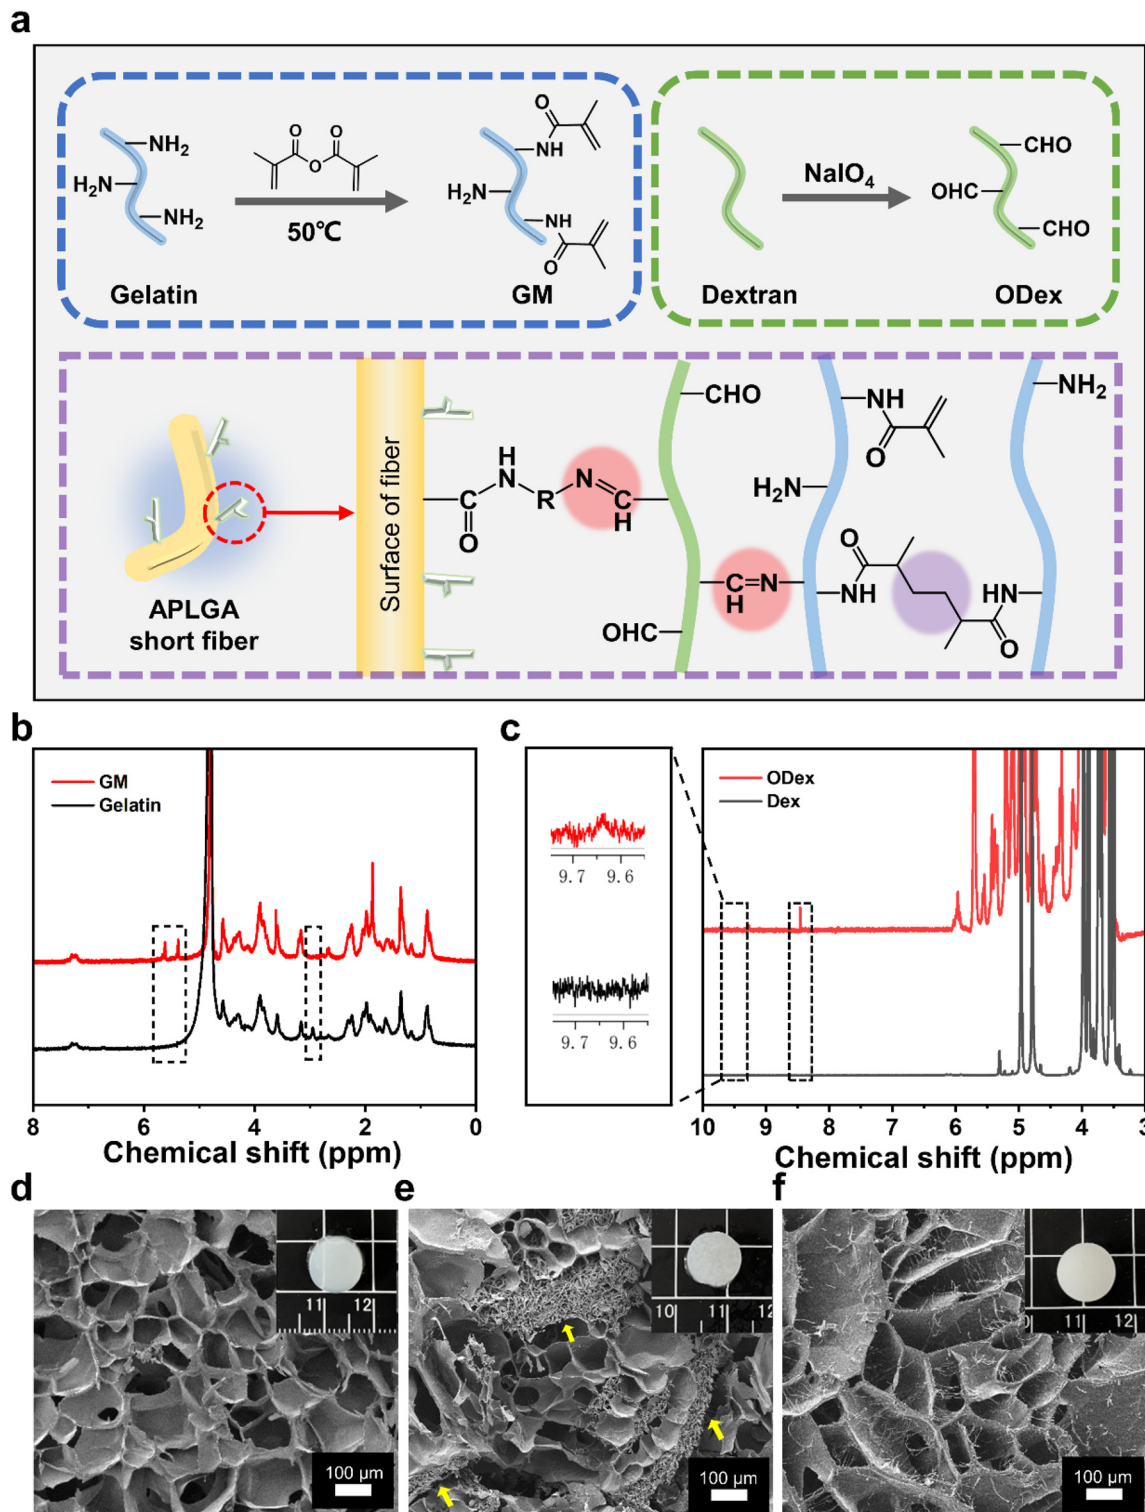 a
NH₂
H₂N
NH₂
O
O
O
50℃
Gelatin
O
NH
H₂N
NH
O
GM
NaIO₄
CHO
OHC
CHO
Dextran
ODex
APLGA
short fiber
Surface of fiber
H
N
C
O
R
N
C
H
CHO
C
H
N
OHC
NH
O
H₂N
O
NH
HN
O
NH₂
b
GM
Gelatin
8
6
4
2
0
Chemical shift (ppm)
c
9.7
9.6
9.7
9.6
ODex
Dex
10
9
8
7
6
5
4
3
Chemical shift (ppm)
d
11
12
100 μm
e
10
11
12
100 μm
f
11
12
100 μm